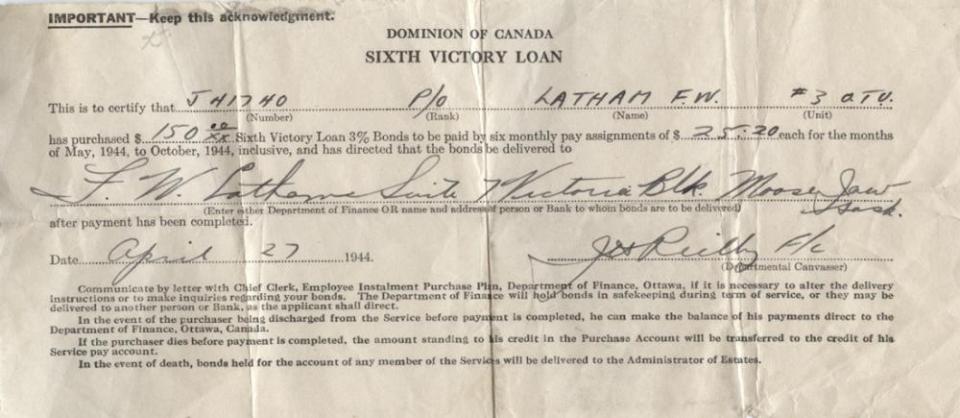 IMPORTANT—Keep this acknowledgment.
DOMINION OF CANADA
SIXTH VICTORY LOAN
This is to certify that J41740 P/O LATHAM F.W. #3 O.T.U.
(Number) (Rank) (Name) (Unit)
has purchased $ 150 00/xx Sixth Victory Loan 3% Bonds to be paid by six monthly pay assignments of $ 25.20 each for the months
of May, 1944, to October, 1944, inclusive, and has directed that the bonds be delivered to
F. W. Latham Suite 7 Victoria Blk. Moose Jaw
Sask.
(Enter either Department of Finance OR name and address of person or Bank to whom bonds are to be delivered)
after payment has been completed.
Date April 27 1944. Reilly F/L
(Departmental Canvasser)
Communicate by letter with Chief Clerk, Employee Instalment Purchase Plan, Department of Finance, Ottawa, if it is necessary to alter the delivery
instructions or to make inquiries regarding your bonds. The Department of Finance will hold bonds in safekeeping during term of service, or they may be
delivered to another person or Bank, as the applicant shall direct.
In the event of the purchaser being discharged from the Service before payment is completed, he can make the balance of his payments direct to the
Department of Finance, Ottawa, Canada.
If the purchaser dies before payment is completed, the amount standing to his credit in the Purchase Account will be transferred to the credit of his
Service pay account.
In the event of death, bonds held for the account of any member of the Services will be delivered to the Administrator of Estates.